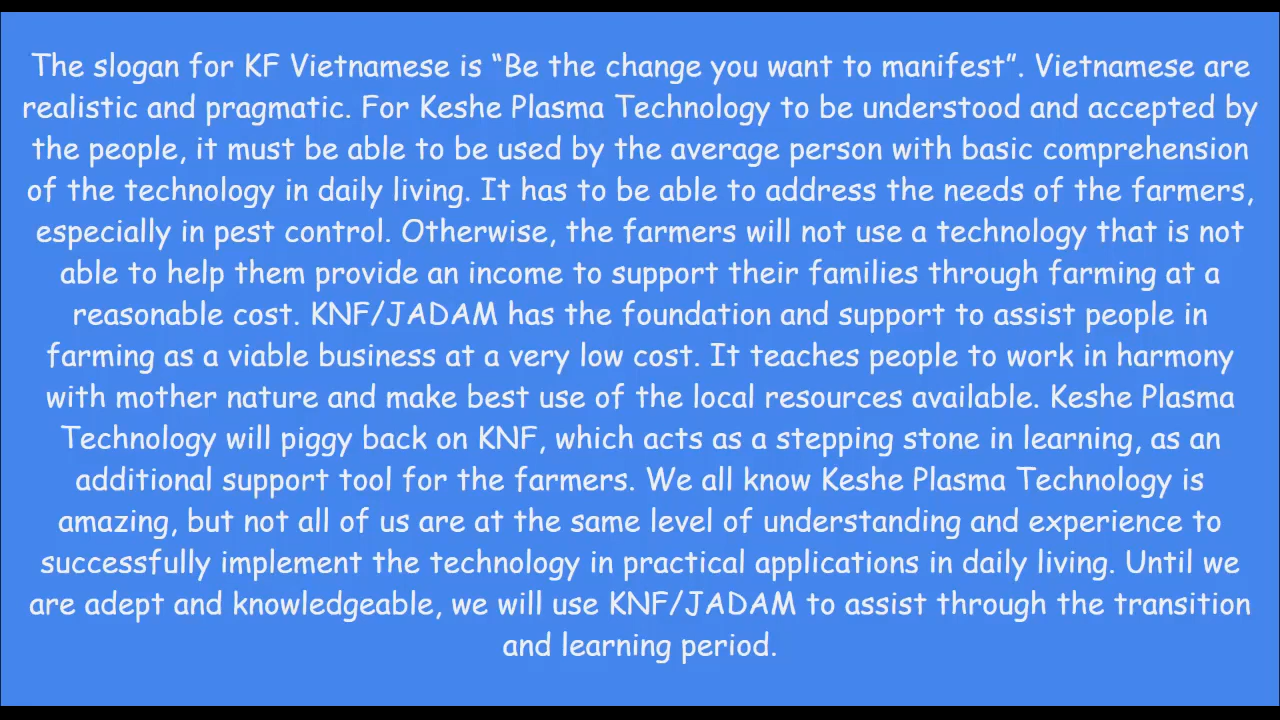 The slogan for KF Vietnamese is “Be the change you want to manifest”. Vietnamese are
realistic and pragmatic. For Keshe Plasma Technology to be understood and accepted by
the people, it must be able to be used by the average person with basic comprehension
of the technology in daily living. It has to be able to address the needs of the farmers,
especially in pest control. Otherwise, the farmers will not use a technology that is not
able to help them provide an income to support their families through farming at a
reasonable cost. KNF/JADAM has the foundation and support to assist people in
farming as a viable business at a very low cost. It teaches people to work in harmony
with mother nature and make best use of the local resources available. Keshe Plasma
Technology will piggy back on KNF, which acts as a stepping stone in learning, as an
additional support tool for the farmers. We all know Keshe Plasma Technology is
amazing, but not all of us are at the same level of understanding and experience to
successfully implement the technology in practical applications in daily living. Until we
are adept and knowledgeable, we will use KNF/JADAM to assist through the transition
and learning period.